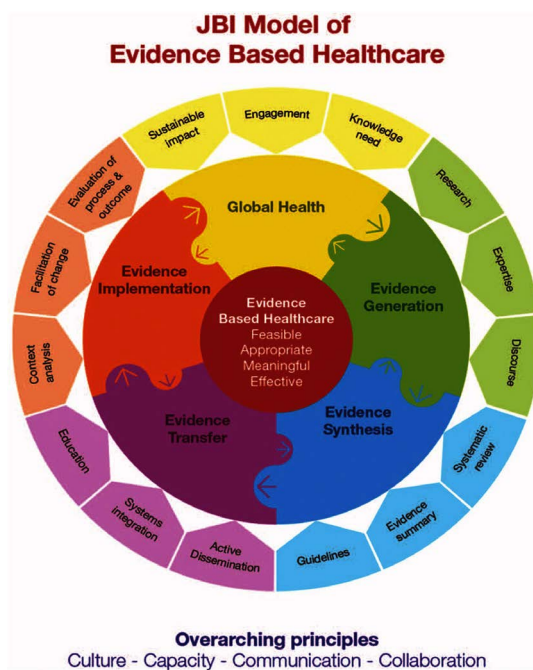 JBI Model of
Evidence Based Healthcare
Sustainable
impact
Engagement
Knowledge
need
Research
Expertise
Discourse
Systematic
review
Evidence
summary
Guidelines
Active
Dissemination
Systems
integration
Education
Context
analysis
Facilitation
of change
Evaluation of
process &
outcome
Global Health
Evidence
Generation
Evidence
Synthesis
Evidence
Transfer
Evidence
Implementation
Evidence
Based Healthcare
Feasible
Appropriate
Meaningful
Effective
Overarching principles
Culture - Capacity - Communication - Collaboration